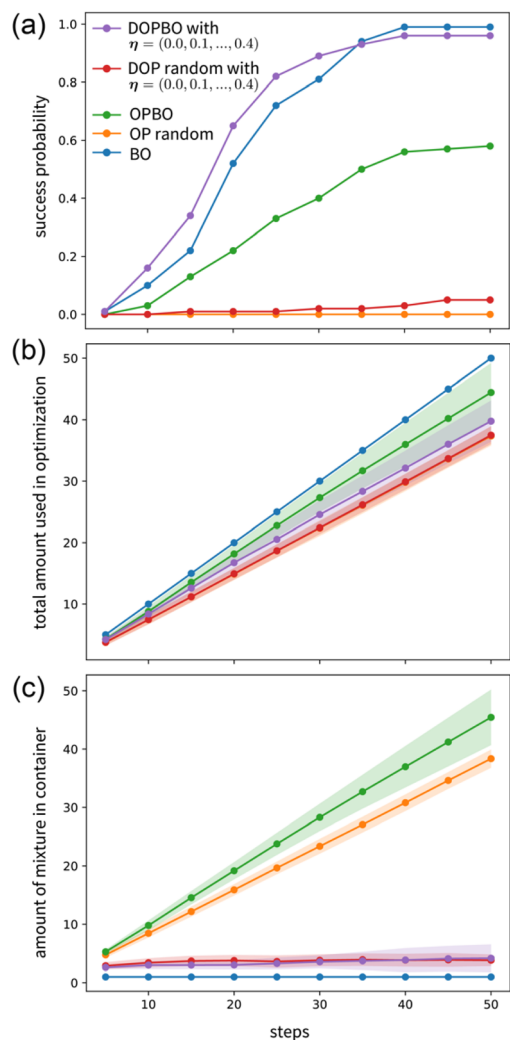 (a)
success probability
1.0
0.8
0.6
0.4
0.2
0.0
DOPBO with
η = (0.0, 0.1, ..., 0.4)
DOP random with
η = (0.0, 0.1, ..., 0.4)
OPBO
OP random
BO
(b)
total amount used in optimization
50
40
30
20
10
(c)
amount of mixture in container
50
40
30
20
10
0
10 20 30 40 50
steps